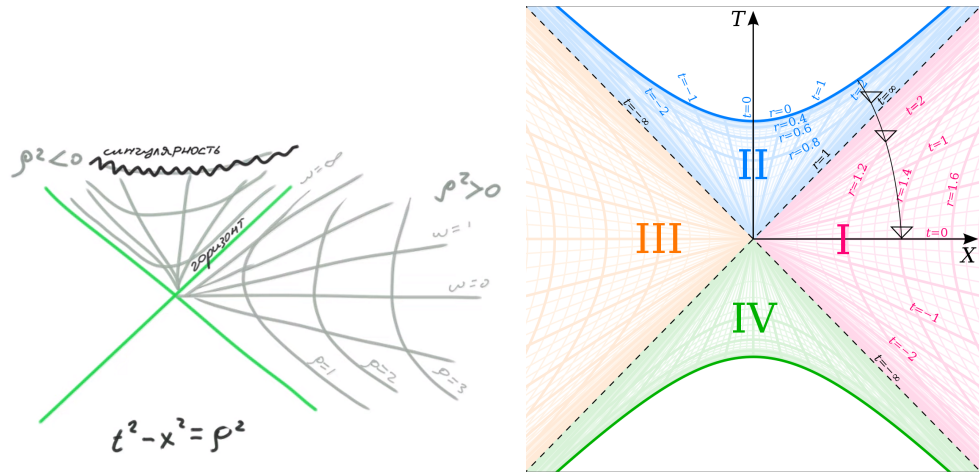 ρ²<0
сингулярность
ω=∞
ρ²>0
горизонт
ω=1
ω=0
ρ=1
ρ=2
ρ=3
t²-x²=ρ²
T
t=-∞
t=-2
t=-1
t=0
r=0
t=1
t=2
t=∞
r=0.4
r=0.6
r=0.8
r=1
t=2
t=1
r=1.2
r=1.4
r=1.6
II
III
I
t=0
X
IV
t=-1
t=-2
t=-∞